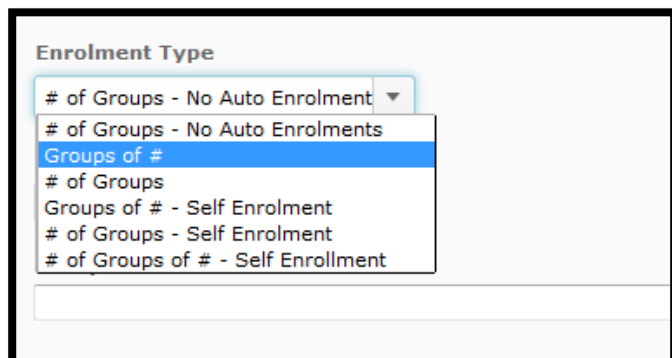 Enrolment Type
# of Groups - No Auto Enrolment
# of Groups - No Auto Enrolments
Groups of #
# of Groups
Groups of # - Self Enrolment
# of Groups - Self Enrolment
# of Groups of # - Self Enrollment